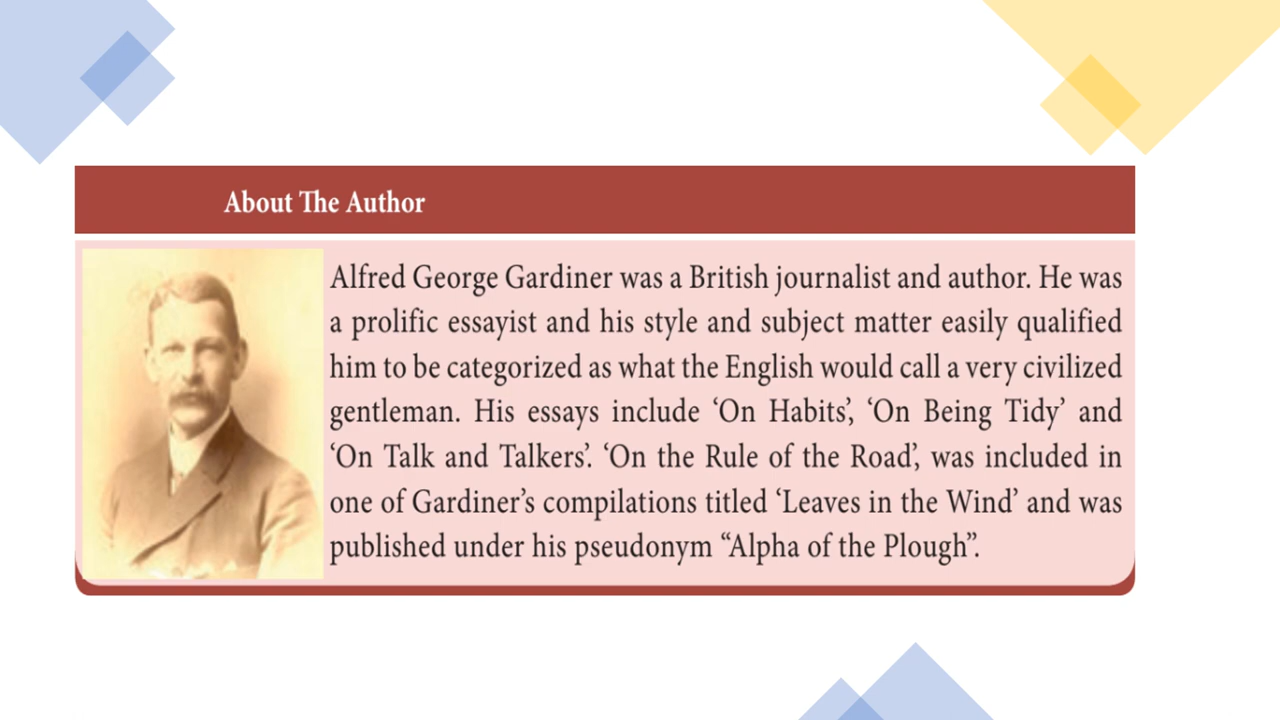 About The Author
Alfred George Gardiner was a British journalist and author. He was
a prolific essayist and his style and subject matter easily qualified
him to be categorized as what the English would call a very civilized
gentleman. His essays include ‘On Habits’, ‘On Being Tidy’ and
‘On Talk and Talkers’. ‘On the Rule of the Road’, was included in
one of Gardiner’s compilations titled ‘Leaves in the Wind’ and was
published under his pseudonym “Alpha of the Plough”.